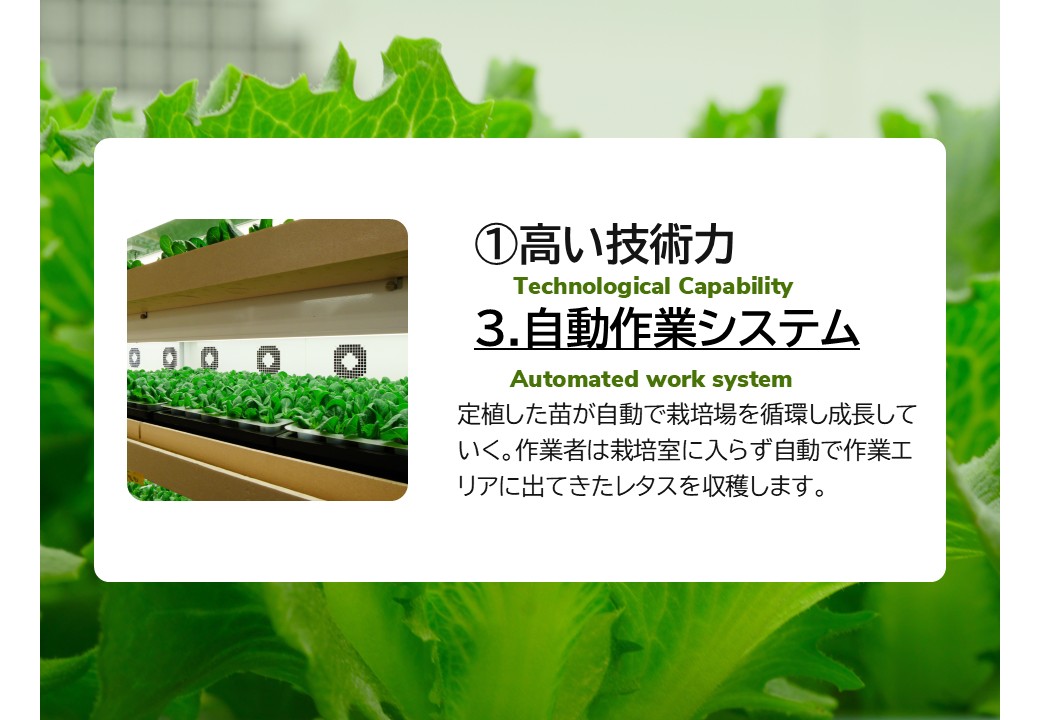 ①高い技術力
Technological Capability
3.自動作業システム
Automated work system
定植した苗が自動で栽培場を循環し成長して
いく。作業者は栽培室に入らず自動で作業エ
リアに出てきたレタスを収穫します。